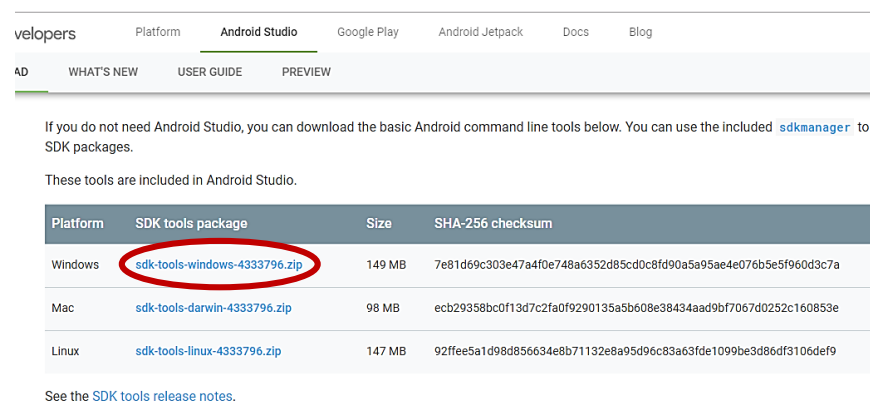 velopers Platform Android Studio Google Play Android Jetpack Docs Blog
AD WHAT'S NEW USER GUIDE PREVIEW
If you do not need Android Studio, you can download the basic Android command line tools below. You can use the included sdkmanager to
SDK packages.
These tools are included in Android Studio.
Platform SDK tools package Size SHA-256 checksum
Windows sdk-tools-windows-4333796.zip 149 MB 7e81d69c303e47a4f0e748a6352d85cd0c8fd90a5a95ae4e076b5e5f960d3c7a
Mac sdk-tools-darwin-4333796.zip 98 MB ecb29358bc0f13d7c2fa0f9290135a5b608e38434aad9bf7067d0252c160853e
Linux sdk-tools-linux-4333796.zip 147 MB 92ffee5a1d98d856634e8b71132e8a95d96c83a63fde1099be3d86df3106def9
See the SDK tools release notes.